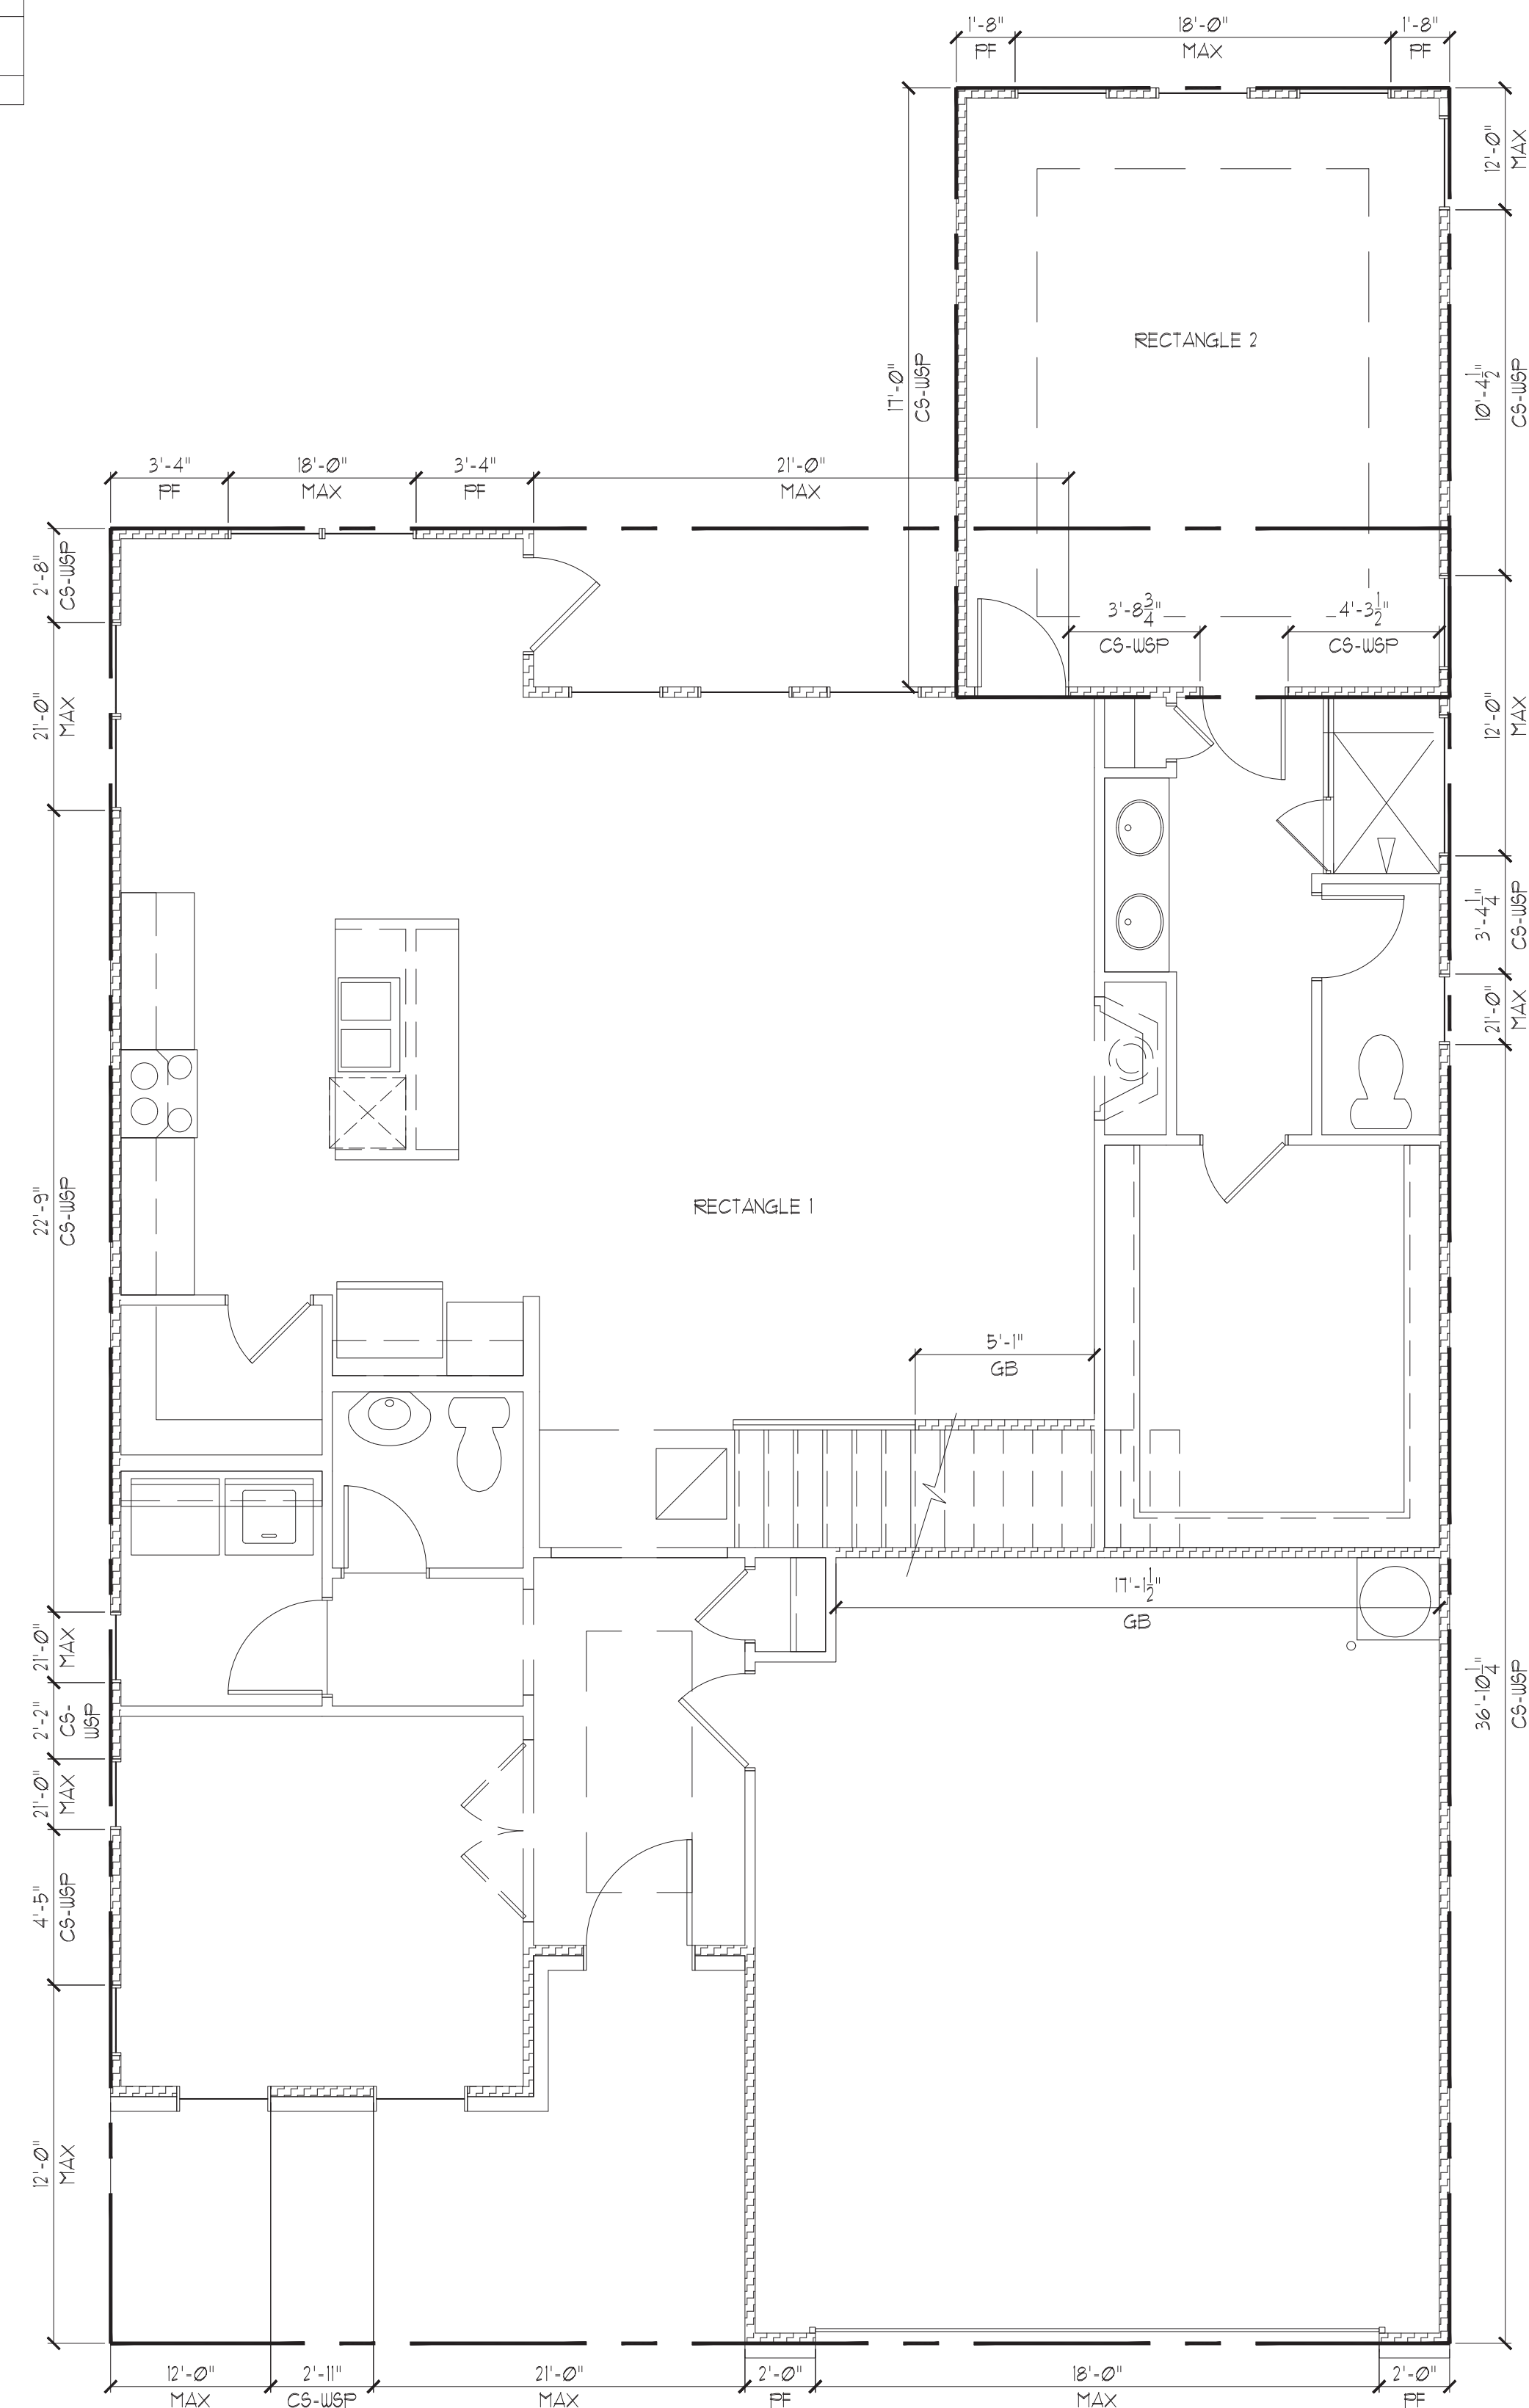 1'-8"
18'-0"
1'-8"
PF
MAX
PF
12'-0"
MAX
RECTANGLE 2
17'-0"
CS-WSP
10'-4 1/2"
CS-WSP
3'-4"
18'-0"
3'-4"
21'-0"
PF
MAX
PF
MAX
2'-8"
CS-WSP
3'-8 3/4"
4'-3 1/2"
CS-WSP
CS-WSP
21'-0"
MAX
12'-0"
MAX
3'-4 1/4"
CS-WSP
21'-0"
MAX
22'-9"
CS-WSP
RECTANGLE 1
5'-1"
GB
17'-1 1/2"
GB
21'-0"
MAX
2'-2"
CS-
WSP
36'-10 1/4"
CS-WSP
21'-0"
MAX
4'-5"
CS-WSP
12'-0"
MAX
12'-0"
2'-11"
21'-0"
2'-0"
18'-0"
2'-0"
MAX
CS-WSP
MAX
PF
MAX
PF